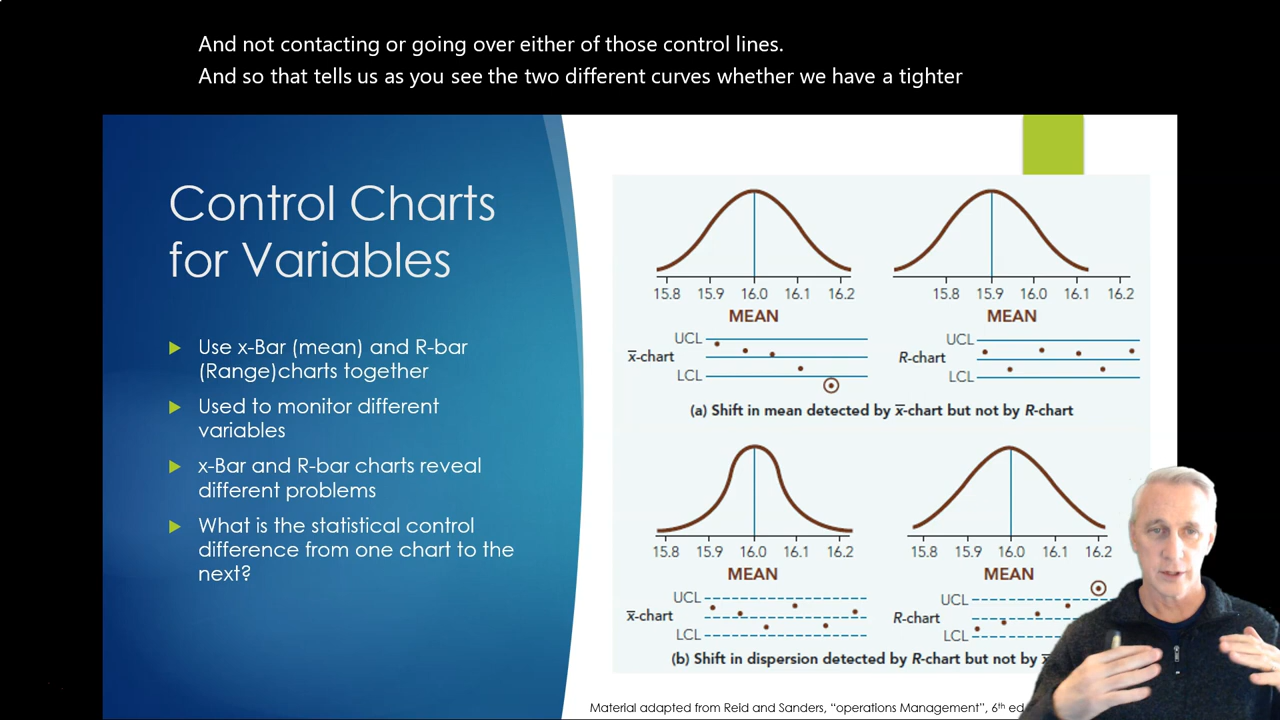 And not contacting or going over either of those control lines.
And so that tells us as you see the two different curves whether we have a tighter
Control Charts
for Variables
Use x-Bar (mean) and R-bar
(Range)charts together
Used to monitor different
variables
x-Bar and R-bar charts reveal
different problems
What is the statistical control
difference from one chart to the
next?
15.8 15.9 16.0 16.1 16.2
MEAN
UCL
x̅-chart
LCL
15.8 15.9 16.0 16.1 16.2
MEAN
UCL
R-chart
LCL
(a) Shift in mean detected by x̅-chart but not by R-chart
15.8 15.9 16.0 16.1 16.2
MEAN
UCL
x̅-chart
LCL
15.8 15.9 16.0 16.1 16.2
MEAN
UCL
R-chart
LCL
(b) Shift in dispersion detected by R-chart but not by x̅
Material adapted from Reid and Sanders, “operations Management”, 6th ed